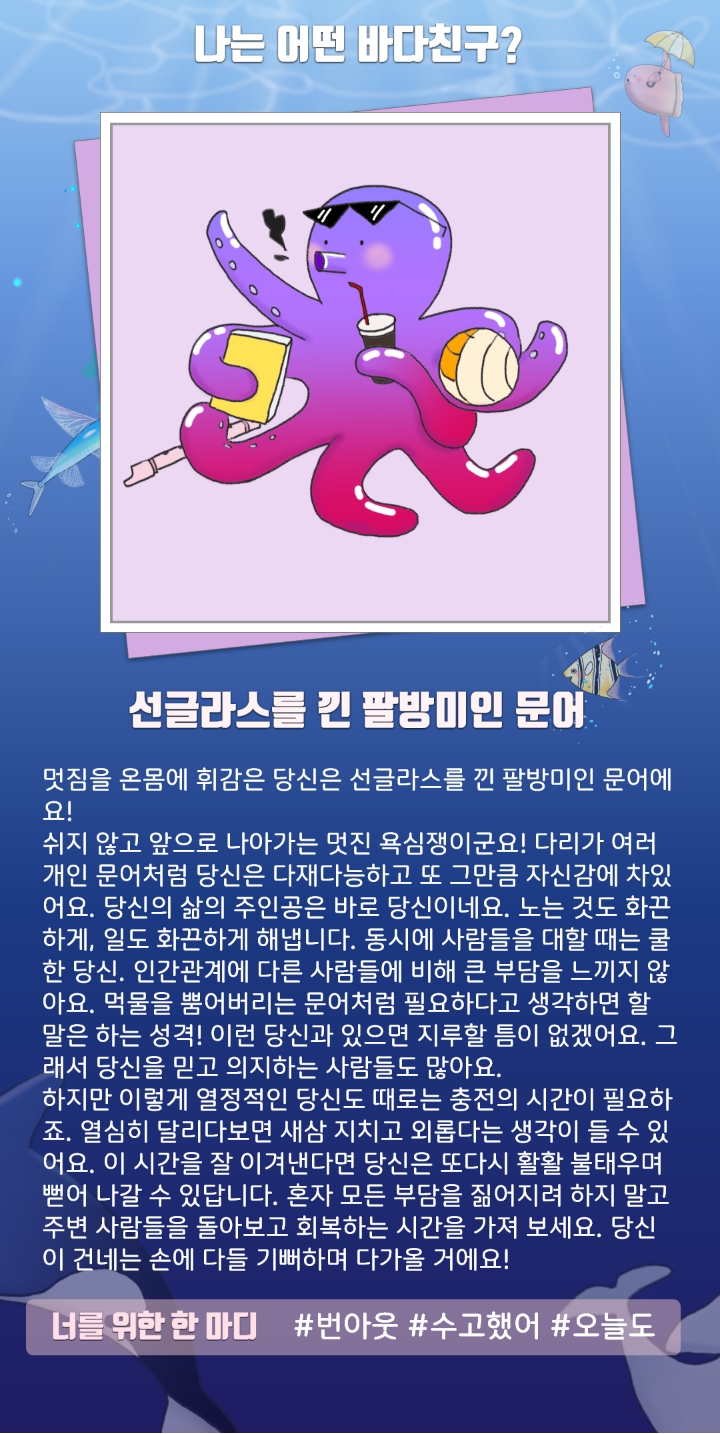 나는 어떤 바다친구?
선글라스를 낀 팔방미인 문어
멋짐을 온몸에 휘감은 당신은 선글라스를 낀 팔방미인 문어에
요!
쉬지 않고 앞으로 나아가는 멋진 욕심쟁이군요! 다리가 여러
개인 문어처럼 당신은 다재다능하고 또 그만큼 자신감에 차있
어요. 당신의 삶의 주인공은 바로 당신이네요. 노는 것도 화끈
하게, 일도 화끈하게 해냅니다. 동시에 사람들을 대할 때는 쿨
한 당신. 인간관계에 다른 사람들에 비해 큰 부담을 느끼지 않
아요. 먹물을 뿜어버리는 문어처럼 필요하다고 생각하면 할
말은 하는 성격! 이런 당신과 있으면 지루할 틈이 없겠어요. 그
래서 당신을 믿고 의지하는 사람들도 많아요.
하지만 이렇게 열정적인 당신도 때로는 충전의 시간이 필요하
죠. 열심히 달리다보면 새삼 지치고 외롭다는 생각이 들 수 있
어요. 이 시간을 잘 이겨낸다면 당신은 또다시 활활 불태우며
뻗어 나갈 수 있답니다. 혼자 모든 부담을 짊어지려 하지 말고
주변 사람들을 돌아보고 회복하는 시간을 가져 보세요. 당신
이 건네는 손에 다들 기뻐하며 다가올 거에요!
너를 위한 한 마디 #번아웃 #수고했어 #오늘도